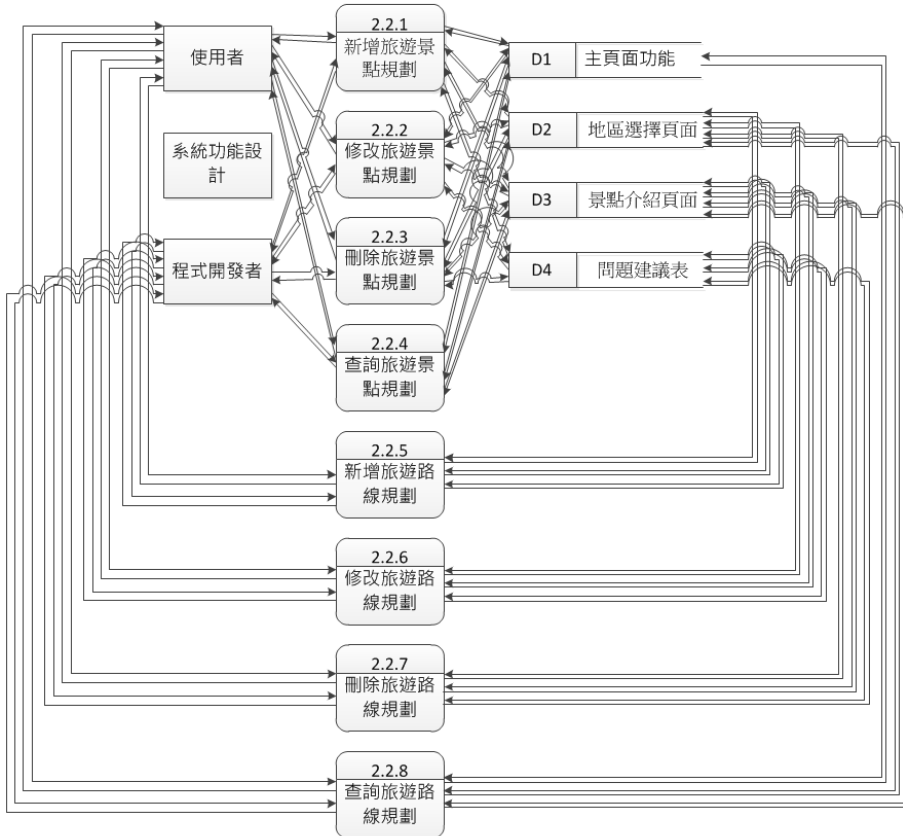 使用者
系統功能設
計
程式開發者
2.2.1
新增旅遊景
點規劃
2.2.2
修改旅遊景
點規劃
2.2.3
刪除旅遊景
點規劃
2.2.4
查詢旅遊景
點規劃
2.2.5
新增旅遊路
線規劃
2.2.6
修改旅遊路
線規劃
2.2.7
刪除旅遊路
線規劃
2.2.8
查詢旅遊路
線規劃
D1 主頁面功能
D2 地區選擇頁面
D3 景點介紹頁面
D4 問題建議表